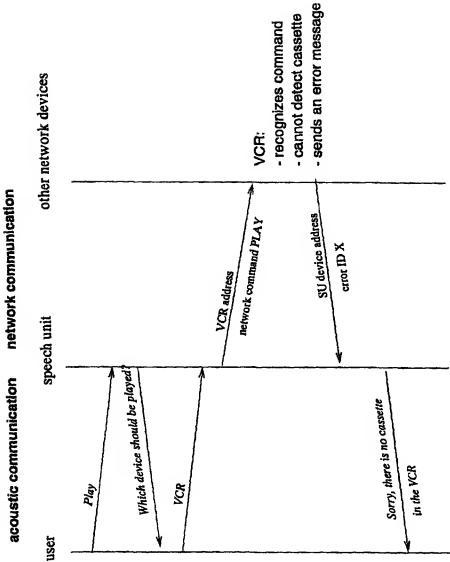 acoustic communication
network communication
user
speech unit
other network devices
Play
Which device should be played?
VCR
VCR address
network command PLAY
VCR:
- recognizes command
- cannot detect cassette
- sends an error message
SU device address
error ID X
Sorry, there is no cassette
in the VCR